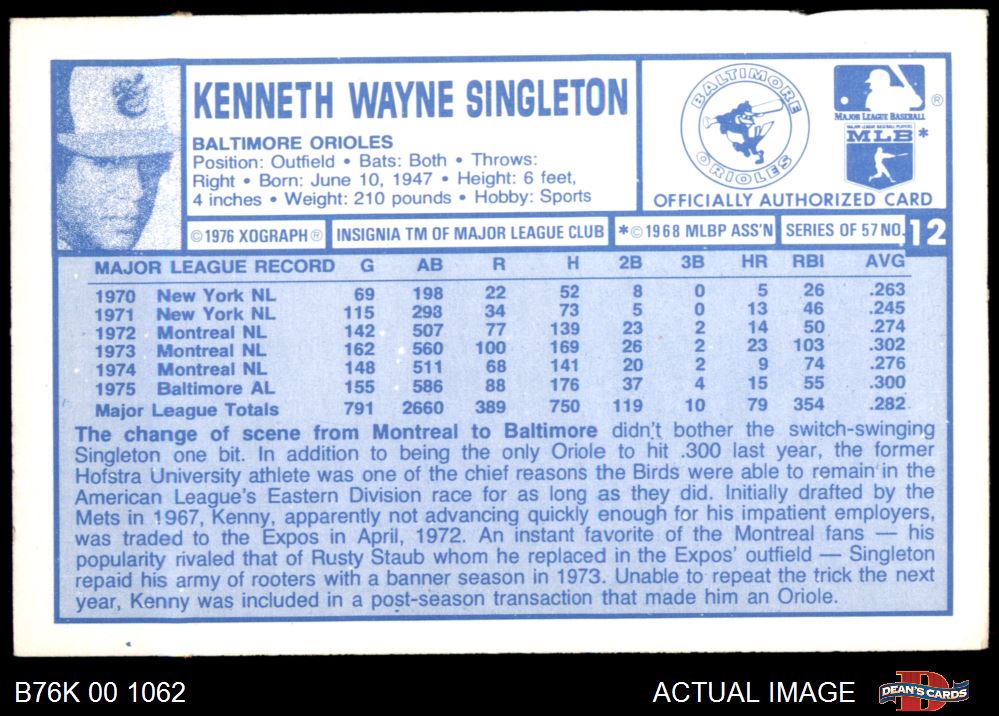 KENNETH WAYNE SINGLETON
BALTIMORE ORIOLES
Position: Outfield • Bats: Both • Throws:
Right • Born: June 10, 1947 • Height: 6 feet,
4 inches • Weight: 210 pounds • Hobby: Sports
BALTIMORE
ORIOLES
®
MAJOR LEAGUE BASEBALL
MAJOR LEAGUE BASEBALL PLAYERS
MLB *
OFFICIALLY AUTHORIZED CARD
©1976 XOGRAPH® INSIGNIA TM OF MAJOR LEAGUE CLUB *©1968 MLBP ASS'N SERIES OF 57 NO. 12
MAJOR LEAGUE RECORD G AB R H 2B 3B HR RBI AVG
1970 New York NL 69 198 22 52 8 0 5 26 .263
1971 New York NL 115 298 34 73 5 0 13 46 .245
1972 Montreal NL 142 507 77 139 23 2 14 50 .274
1973 Montreal NL 162 560 100 169 26 2 23 103 .302
1974 Montreal NL 148 511 68 141 20 2 9 74 .276
1975 Baltimore AL 155 586 88 176 37 4 15 55 .300
Major League Totals 791 2660 389 750 119 10 79 354 .282
The change of scene from Montreal to Baltimore didn't bother the switch-swinging
Singleton one bit. In addition to being the only Oriole to hit .300 last year, the former
Hofstra University athlete was one of the chief reasons the Birds were able to remain in the
American League's Eastern Division race for as long as they did. Initially drafted by the
Mets in 1967, Kenny, apparently not advancing quickly enough for his impatient employers,
was traded to the Expos in April, 1972. An instant favorite of the Montreal fans — his
popularity rivaled that of Rusty Staub whom he replaced in the Expos' outfield — Singleton
repaid his army of rooters with a banner season in 1973. Unable to repeat the trick the next
year, Kenny was included in a post-season transaction that made him an Oriole.
B76K 00 1062
ACTUAL IMAGE
DEAN'S CARDS